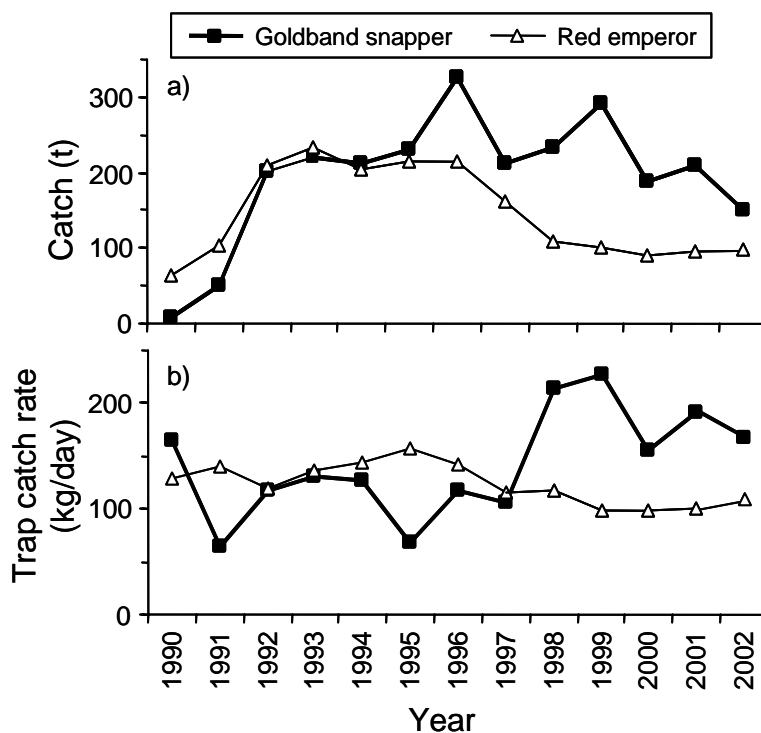 Goldband snapper Red emperor
a)
Catch (t)
300
200
100
0
b)
Trap catch rate
(kg/day)
200
100
0
1990 1991 1992 1993 1994 1995 1996 1997 1998 1999 2000 2001 2002
Year